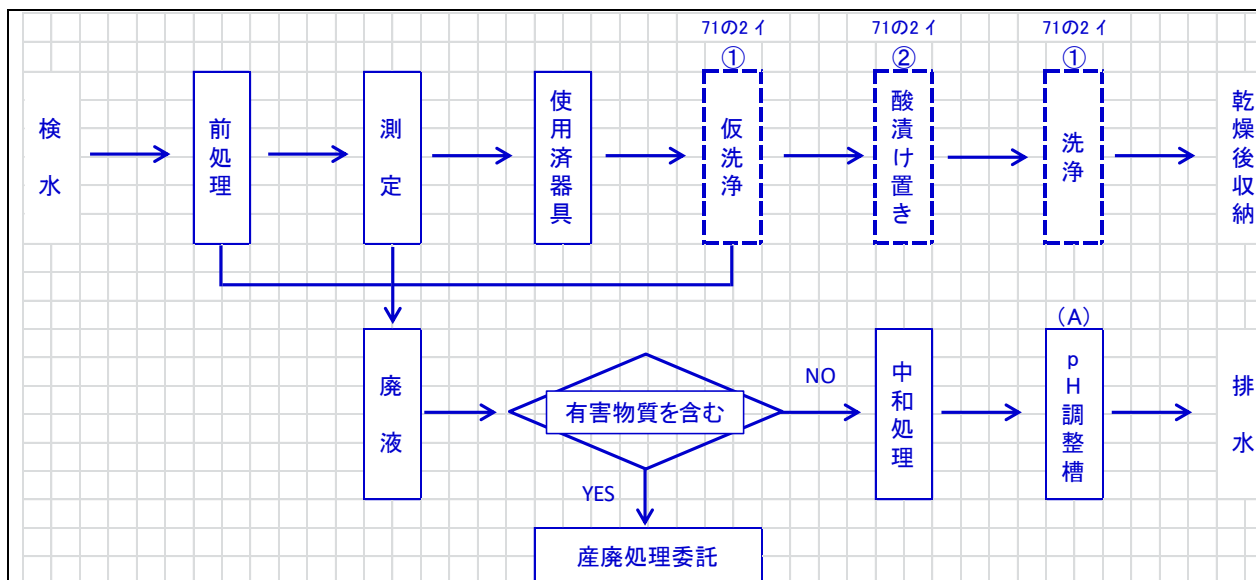 71の2 イ
①
71の2 イ
②
71の2 イ
①
検水
前処理
測定
使用済器具
仮洗浄
酸漬け置き
洗浄
乾燥後収納
(A)
廃液
有害物質を含む
NO
中和処理
pH調整槽
排水
YES
産廃処理委託